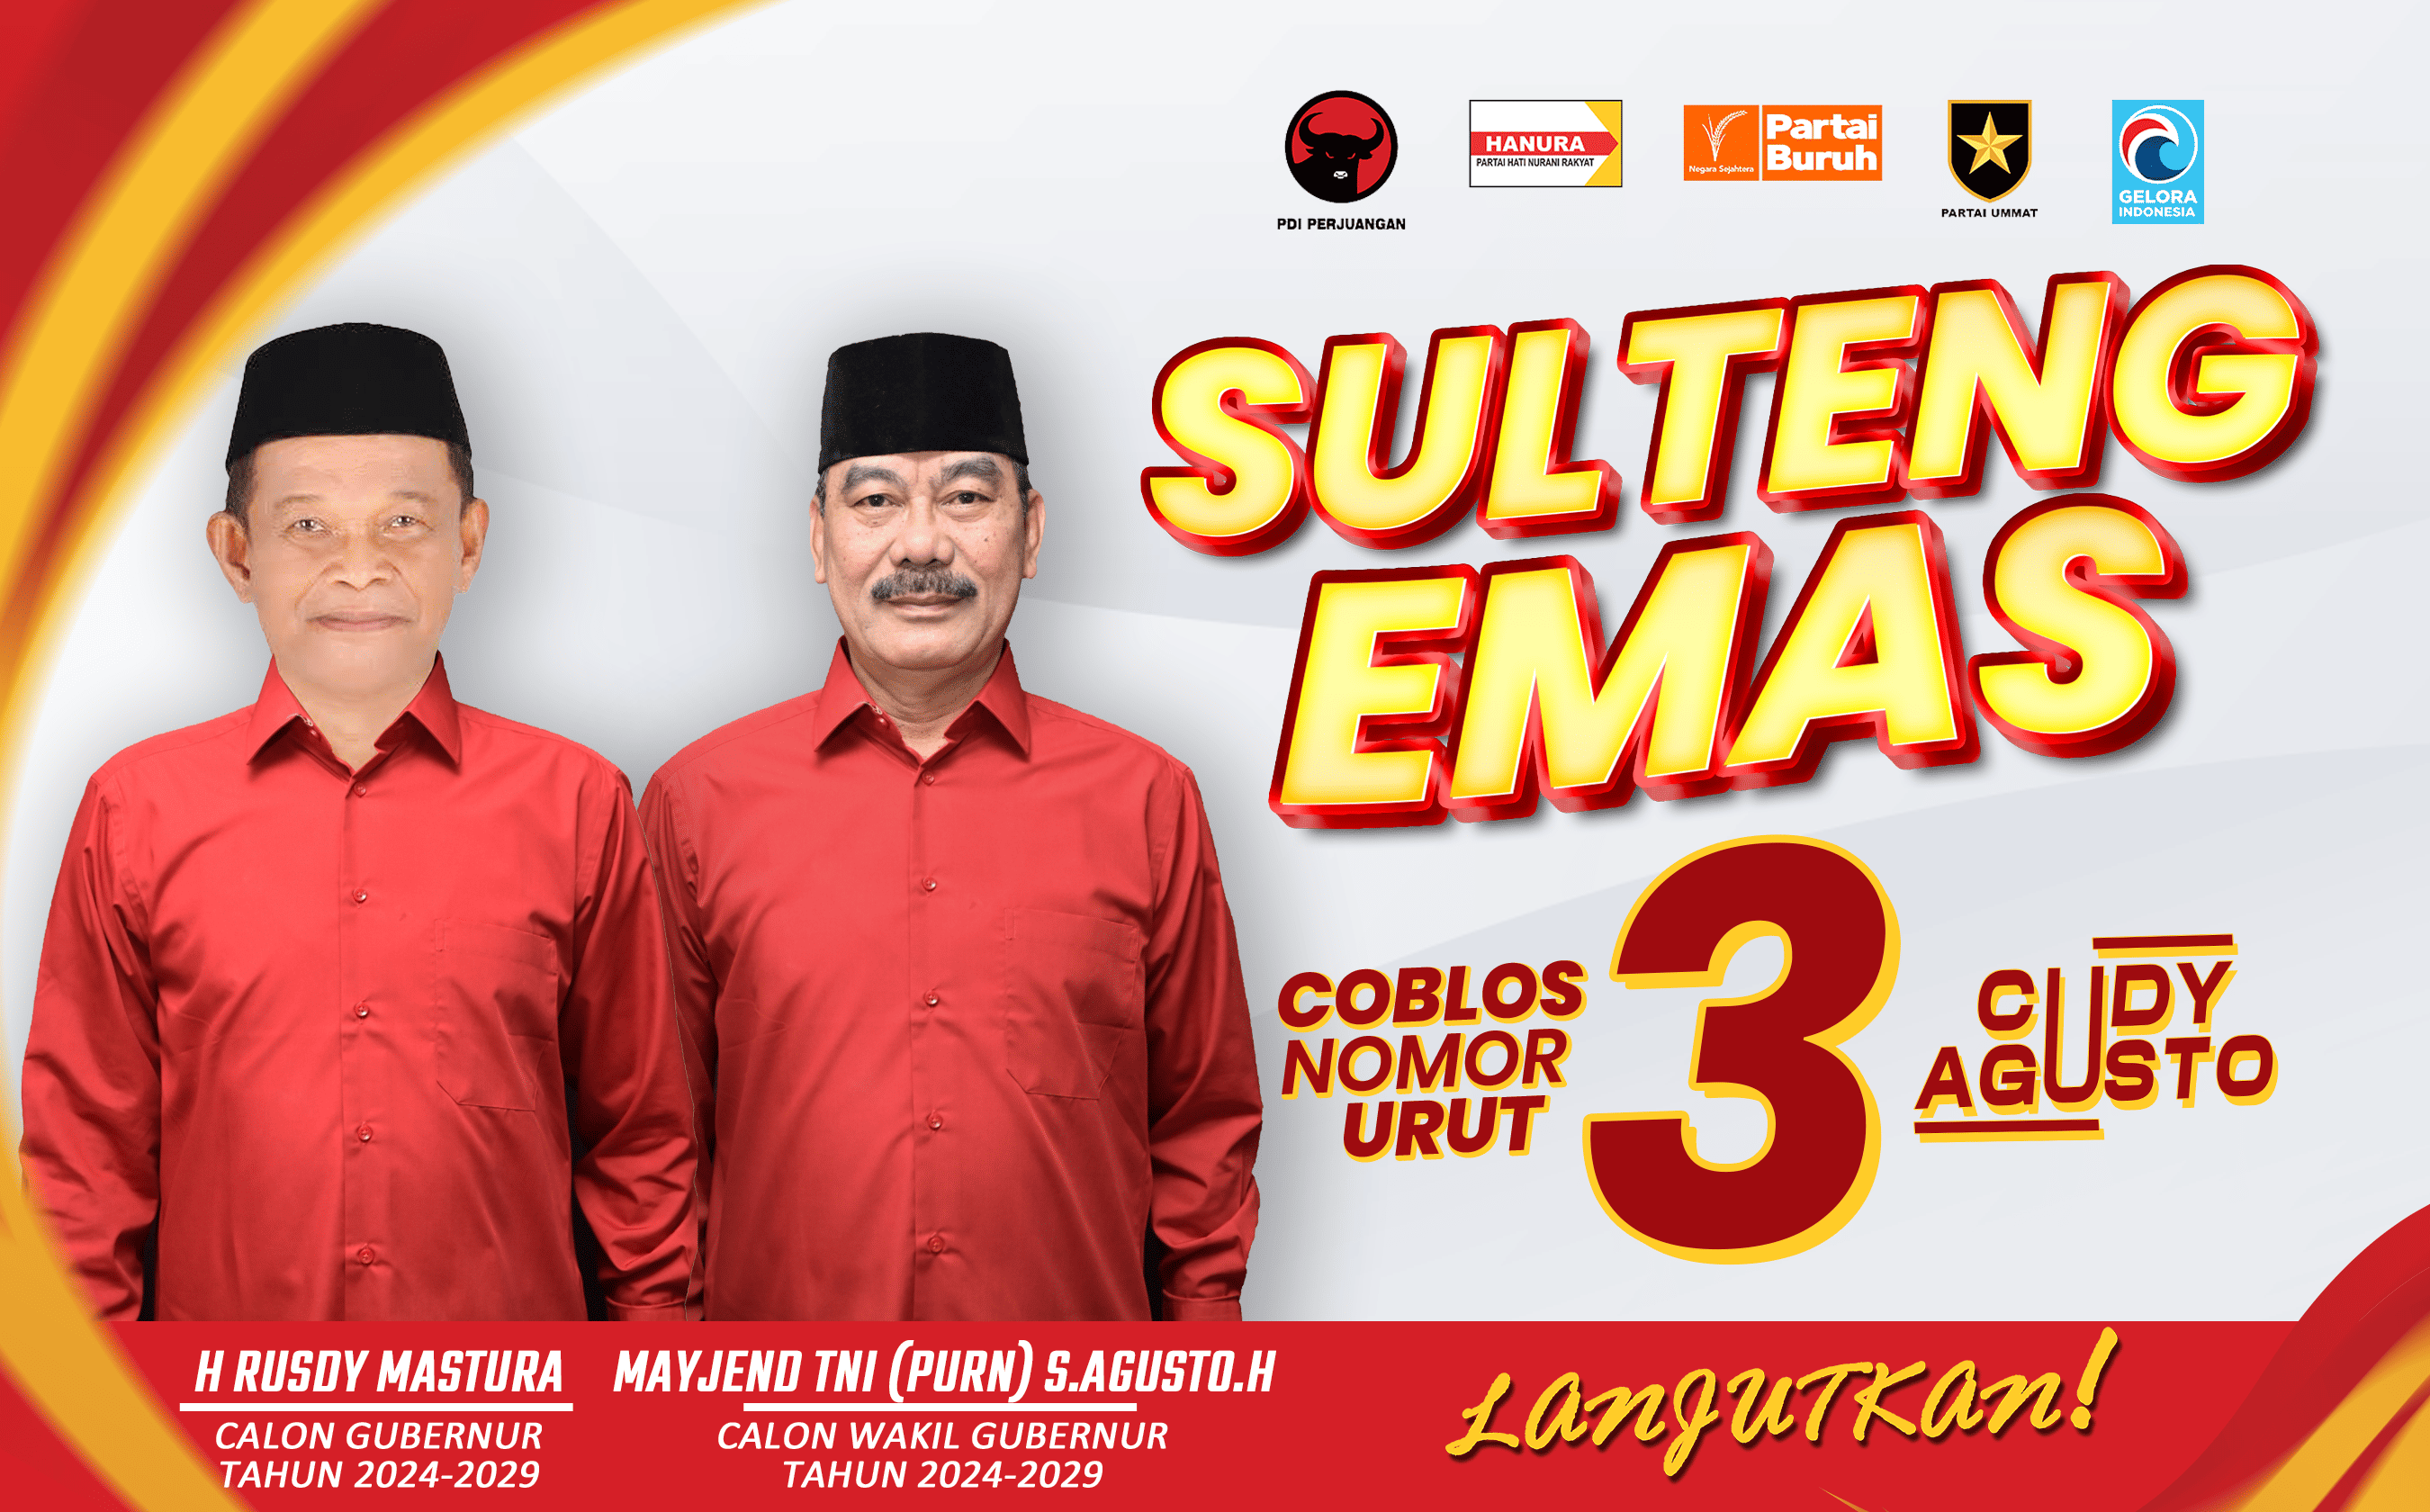 PDI PERJUANGAN
HANURA
PARTAI HATI NURANI RAKYAT
Negara Sejahtera
Partai
Buruh
PARTAI UMMAT
GELORA
INDONESIA
SULTENG
EMAS
COBLOS
NOMOR
URUT
3
CUDY
AGUSTO
H RUSDY MASTURA
CALON GUBERNUR
TAHUN 2024-2029
MAYJEND TNI (PURN) S.AGUSTO.H
CALON WAKIL GUBERNUR
TAHUN 2024-2029
LANJUTKAN!